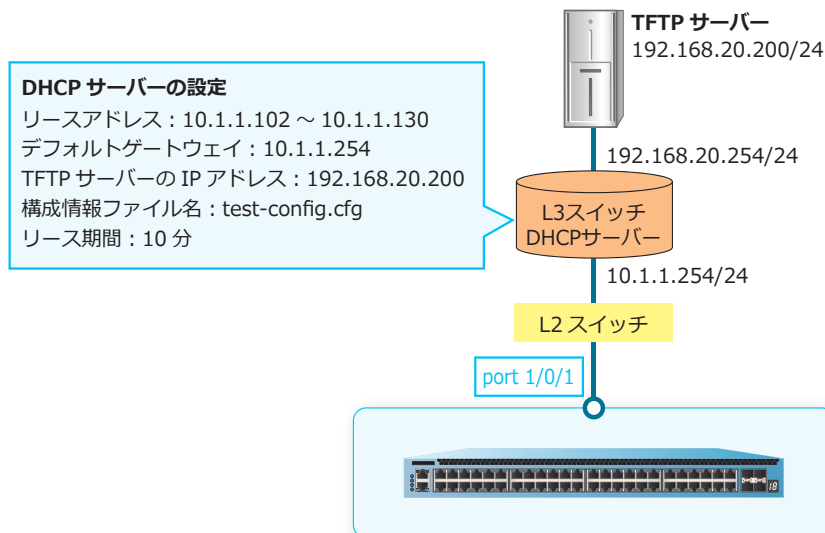 TFTP サーバー
192.168.20.200/24
DHCP サーバーの設定
リースアドレス：10.1.1.102 ～ 10.1.1.130
デフォルトゲートウェイ：10.1.1.254
TFTP サーバーの IP アドレス：192.168.20.200
構成情報ファイル名：test-config.cfg
リース期間：10 分
192.168.20.254/24
L3スイッチ
DHCPサーバー
10.1.1.254/24
L2 スイッチ
port 1/0/1
18